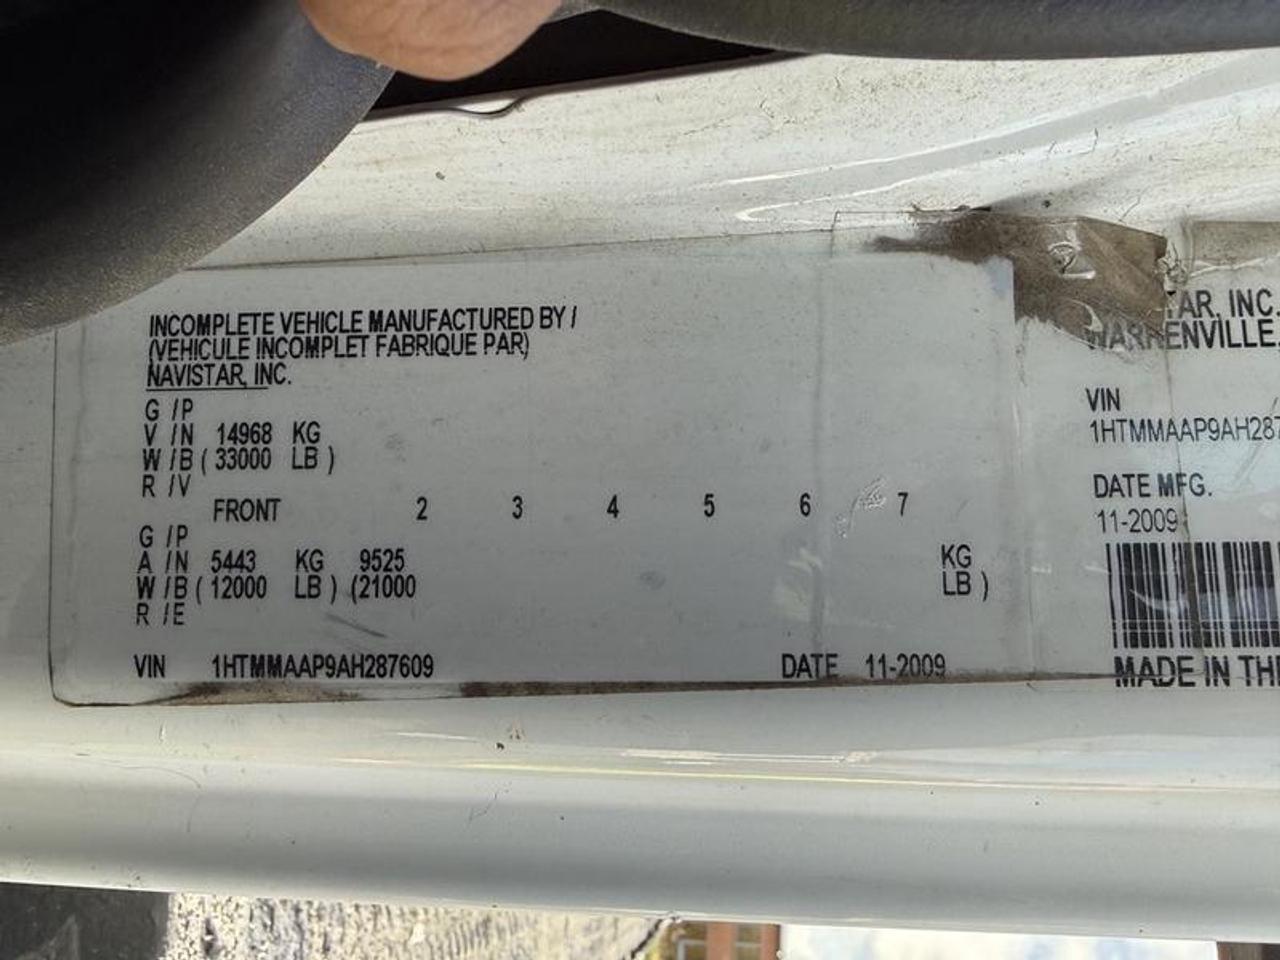 INCOMPLETE VEHICLE MANUFACTURED BY /
(VEHICULE INCOMPLET FABRIQUE PAR)
NAVISTAR, INC.
G / P
V / N 14968 KG
W / B ( 33000 LB )
R / V
FRONT 2 3 4 5 6 7
G / P
A / N 5443 KG 9525 KG
W / B ( 12000 LB ) (21000 LB )
R / E
VIN 1HTMMAAP9AH287609 DATE 11-2009
TAR, INC.
WARRENVILLE,
VIN
1HTMMAAP9AH287
DATE MFG.
11-2009
MADE IN THE